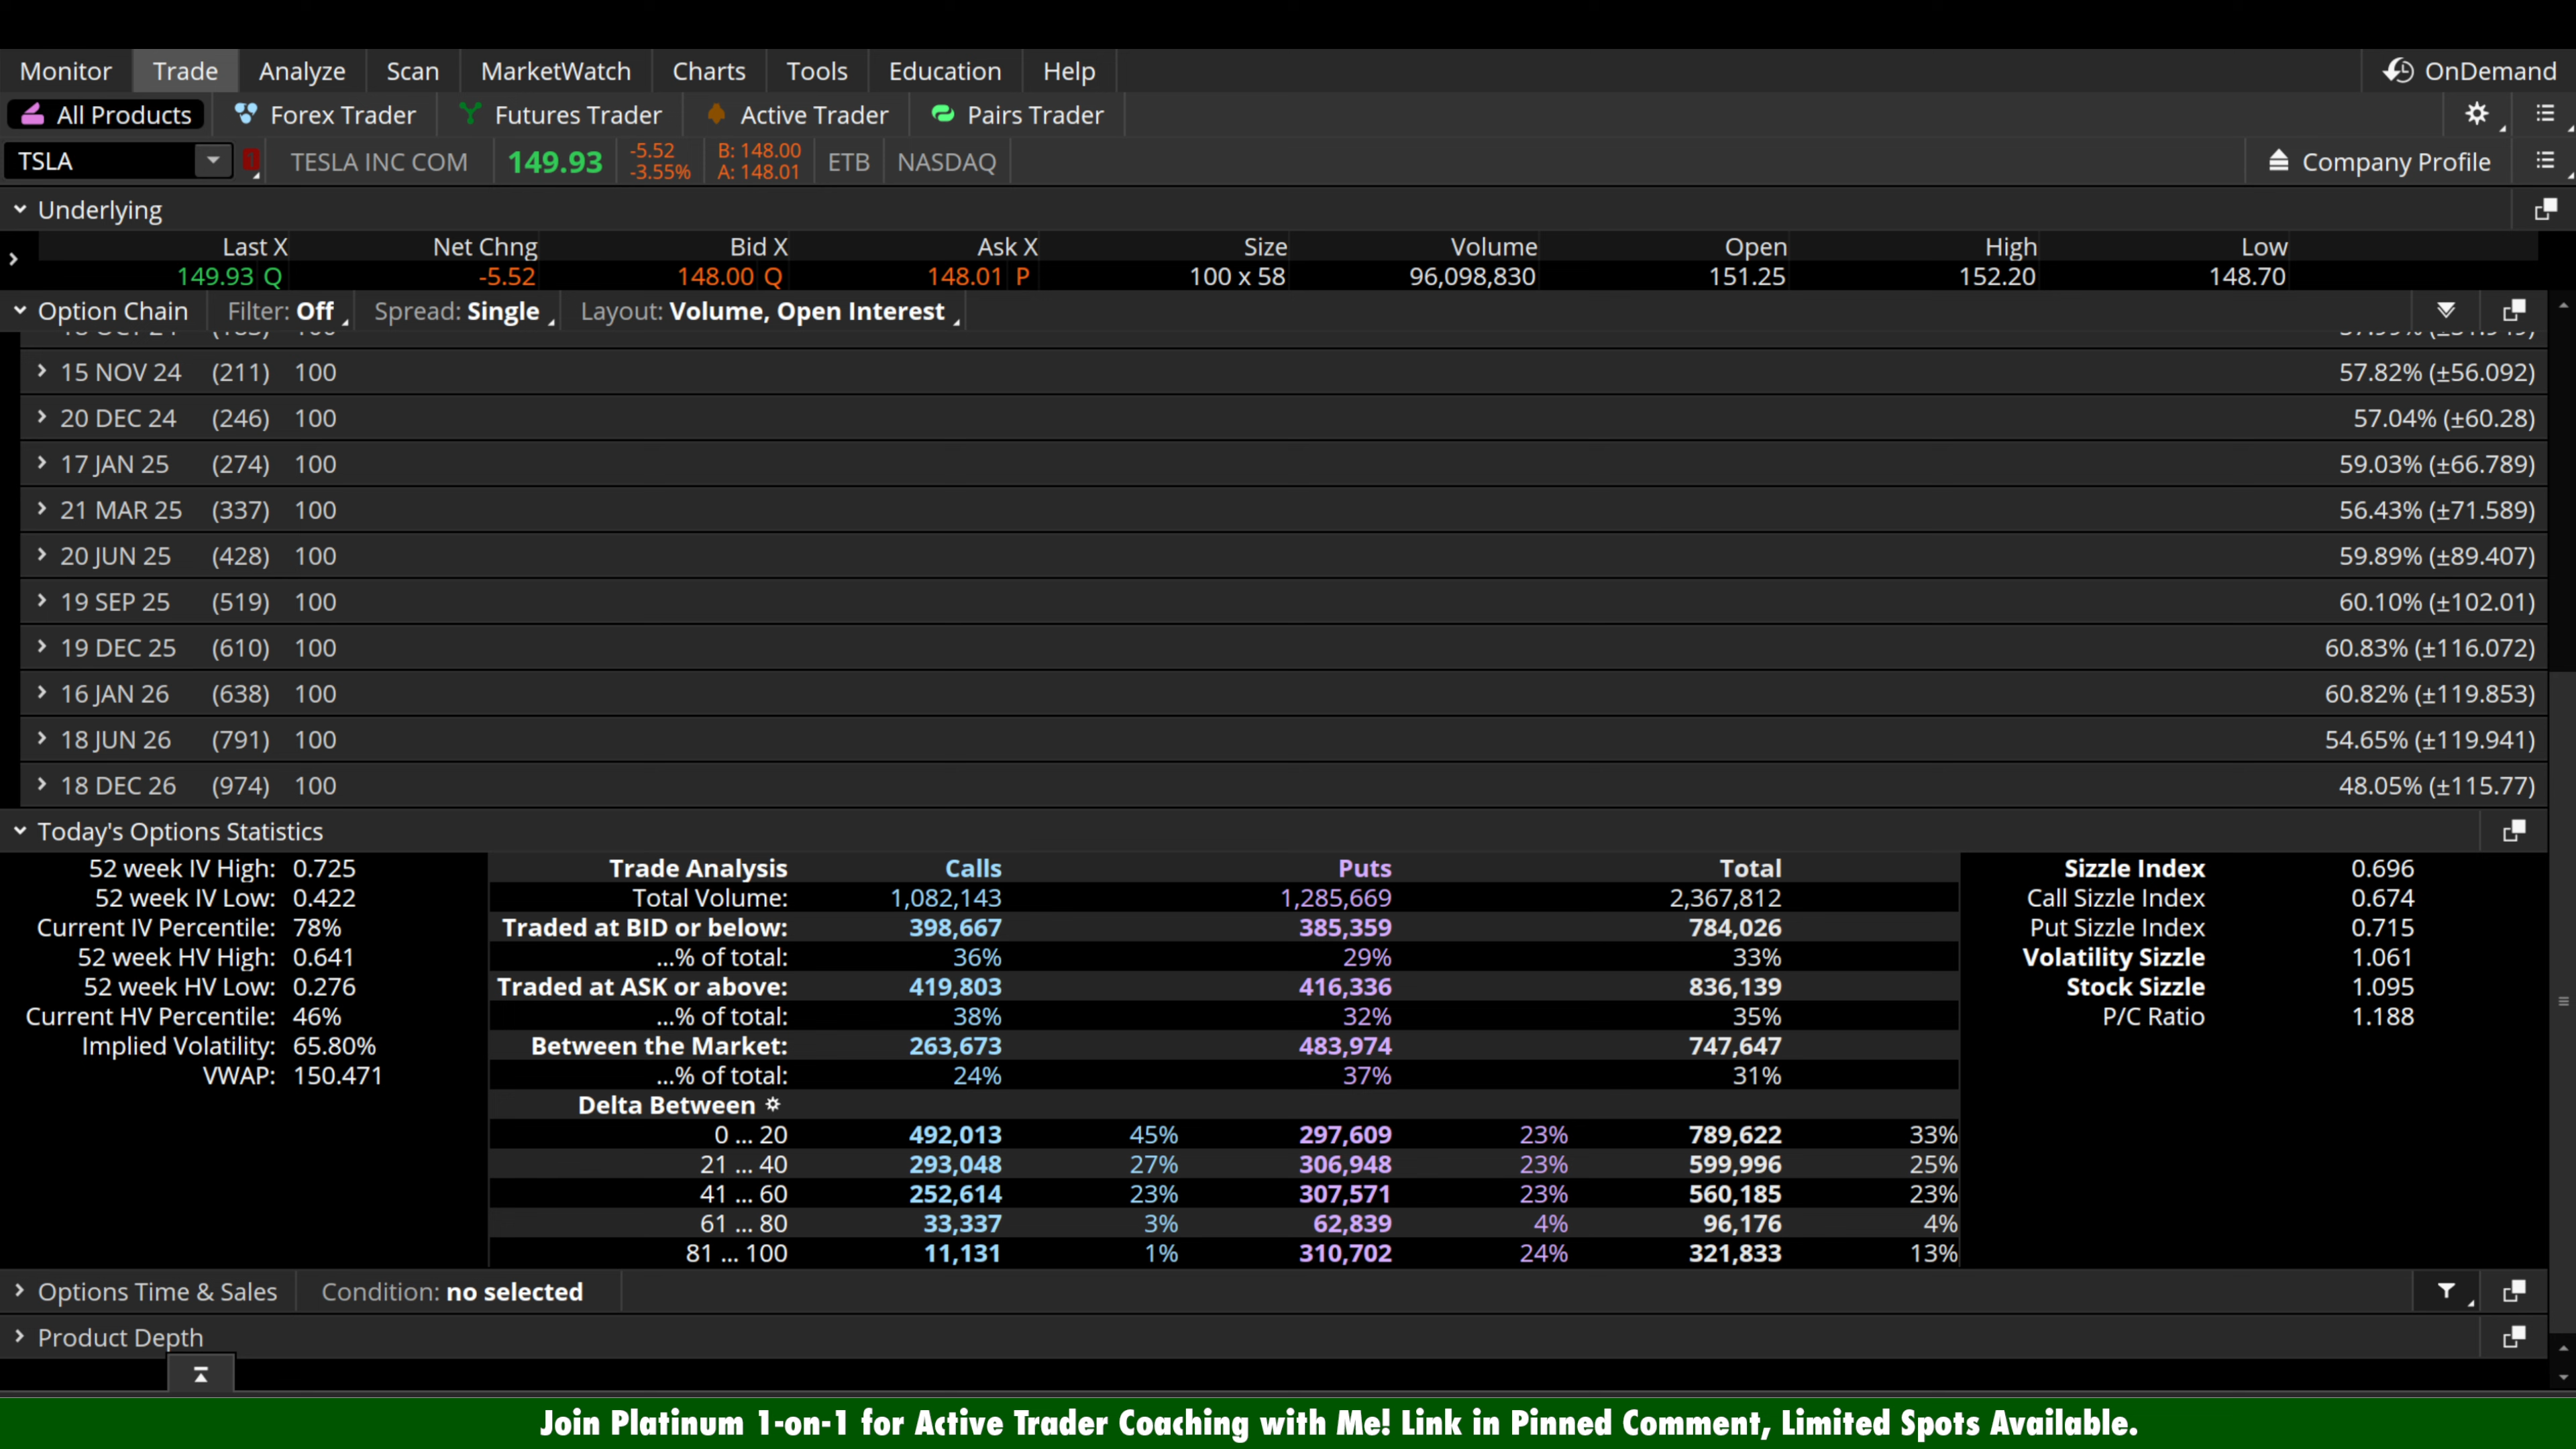 Monitor Trade Analyze Scan MarketWatch Charts Tools Education Help OnDemand
All Products Forex Trader Futures Trader Active Trader Pairs Trader
TSLA TESLA INC COM 149.93 -5.52 -3.55% B: 148.00 A: 148.01 ETB NASDAQ Company Profile
Underlying
Last X Net Chng Bid X Ask X Size Volume Open High Low
149.93 Q -5.52 148.00 Q 148.01 P 100 x 58 96,098,830 151.25 152.20 148.70
Option Chain Filter: Off Spread: Single Layout: Volume, Open Interest
15 NOV 24 (211) 100 57.82% (±56.092)
20 DEC 24 (246) 100 57.04% (±60.28)
17 JAN 25 (274) 100 59.03% (±66.789)
21 MAR 25 (337) 100 56.43% (±71.589)
20 JUN 25 (428) 100 59.89% (±89.407)
19 SEP 25 (519) 100 60.10% (±102.01)
19 DEC 25 (610) 100 60.83% (±116.072)
16 JAN 26 (638) 100 60.82% (±119.853)
18 JUN 26 (791) 100 54.65% (±119.941)
18 DEC 26 (974) 100 48.05% (±115.77)
Today's Options Statistics
52 week IV High: 0.725 Trade Analysis Calls Puts Total Sizzle Index 0.696
52 week IV Low: 0.422 Total Volume: 1,082,143 1,285,669 2,367,812 Call Sizzle Index 0.674
Current IV Percentile: 78% Traded at BID or below: 398,667 385,359 784,026 Put Sizzle Index 0.715
52 week HV High: 0.641 ...% of total: 36% 29% 33% Volatility Sizzle 1.061
52 week HV Low: 0.276 Traded at ASK or above: 419,803 416,336 836,139 Stock Sizzle 1.095
Current HV Percentile: 46% ...% of total: 38% 32% 35% P/C Ratio 1.188
Implied Volatility: 65.80% Between the Market: 263,673 483,974 747,647
VWAP: 150.471 ...% of total: 24% 37% 31%
Delta Between
0 ... 20 492,013 45% 297,609 23% 789,622 33%
21 ... 40 293,048 27% 306,948 23% 599,996 25%
41 ... 60 252,614 23% 307,571 23% 560,185 23%
61 ... 80 33,337 3% 62,839 4% 96,176 4%
81 ... 100 11,131 1% 310,702 24% 321,833 13%
Options Time & Sales Condition: no selected
Product Depth
Join Platinum 1-on-1 for Active Trader Coaching with Me! Link in Pinned Comment, Limited Spots Available.